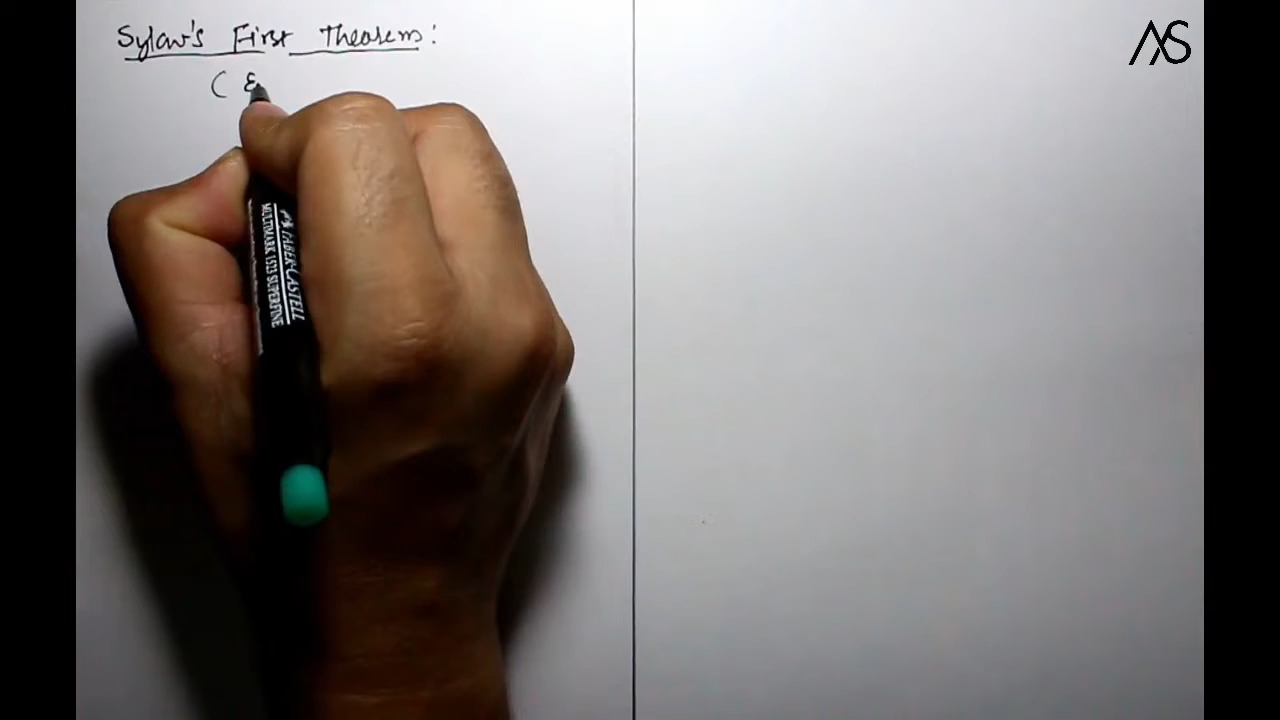 Sylow's First Theorem:
( E
FABER-CASTELL
MULTIMARK 1523 SUPERFINE
AS